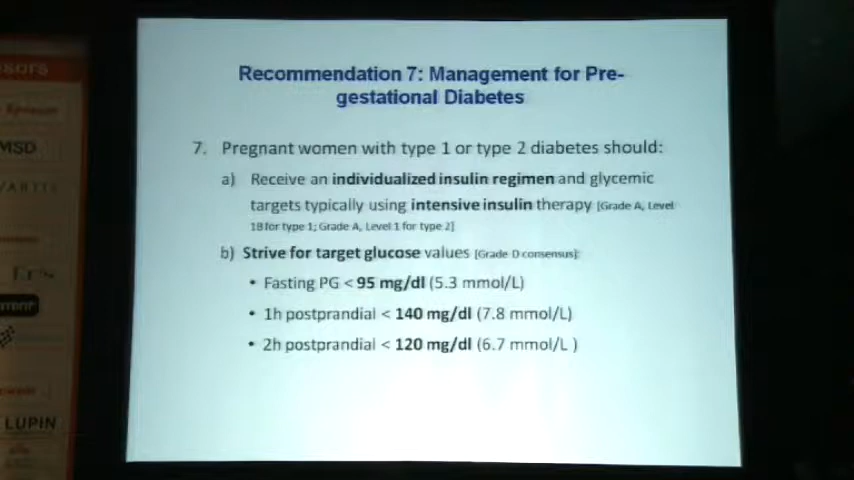 sors
MSD
LUPIN
Recommendation 7: Management for Pre-
gestational Diabetes
7. Pregnant women with type 1 or type 2 diabetes should:
a) Receive an individualized insulin regimen and glycemic
targets typically using intensive insulin therapy [Grade A, Level
1B for type 1; Grade A, Level 1 for type 2]
b) Strive for target glucose values [Grade D consensus]:
• Fasting PG < 95 mg/dl (5.3 mmol/L)
• 1h postprandial < 140 mg/dl (7.8 mmol/L)
• 2h postprandial < 120 mg/dl (6.7 mmol/L )